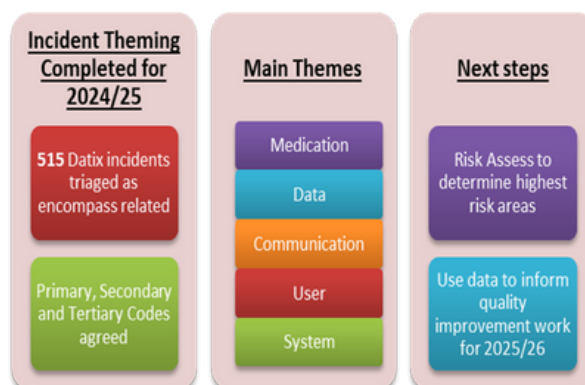 Incident Theming
Completed for
2024/25
515 Datix incidents
triaged as
encompass related
Primary, Secondary
and Tertiary Codes
agreed
Main Themes
Medication
Data
Communication
User
System
Next steps
Risk Assess to
determine highest
risk areas
Use data to inform
quality
improvement work
for 2025/26